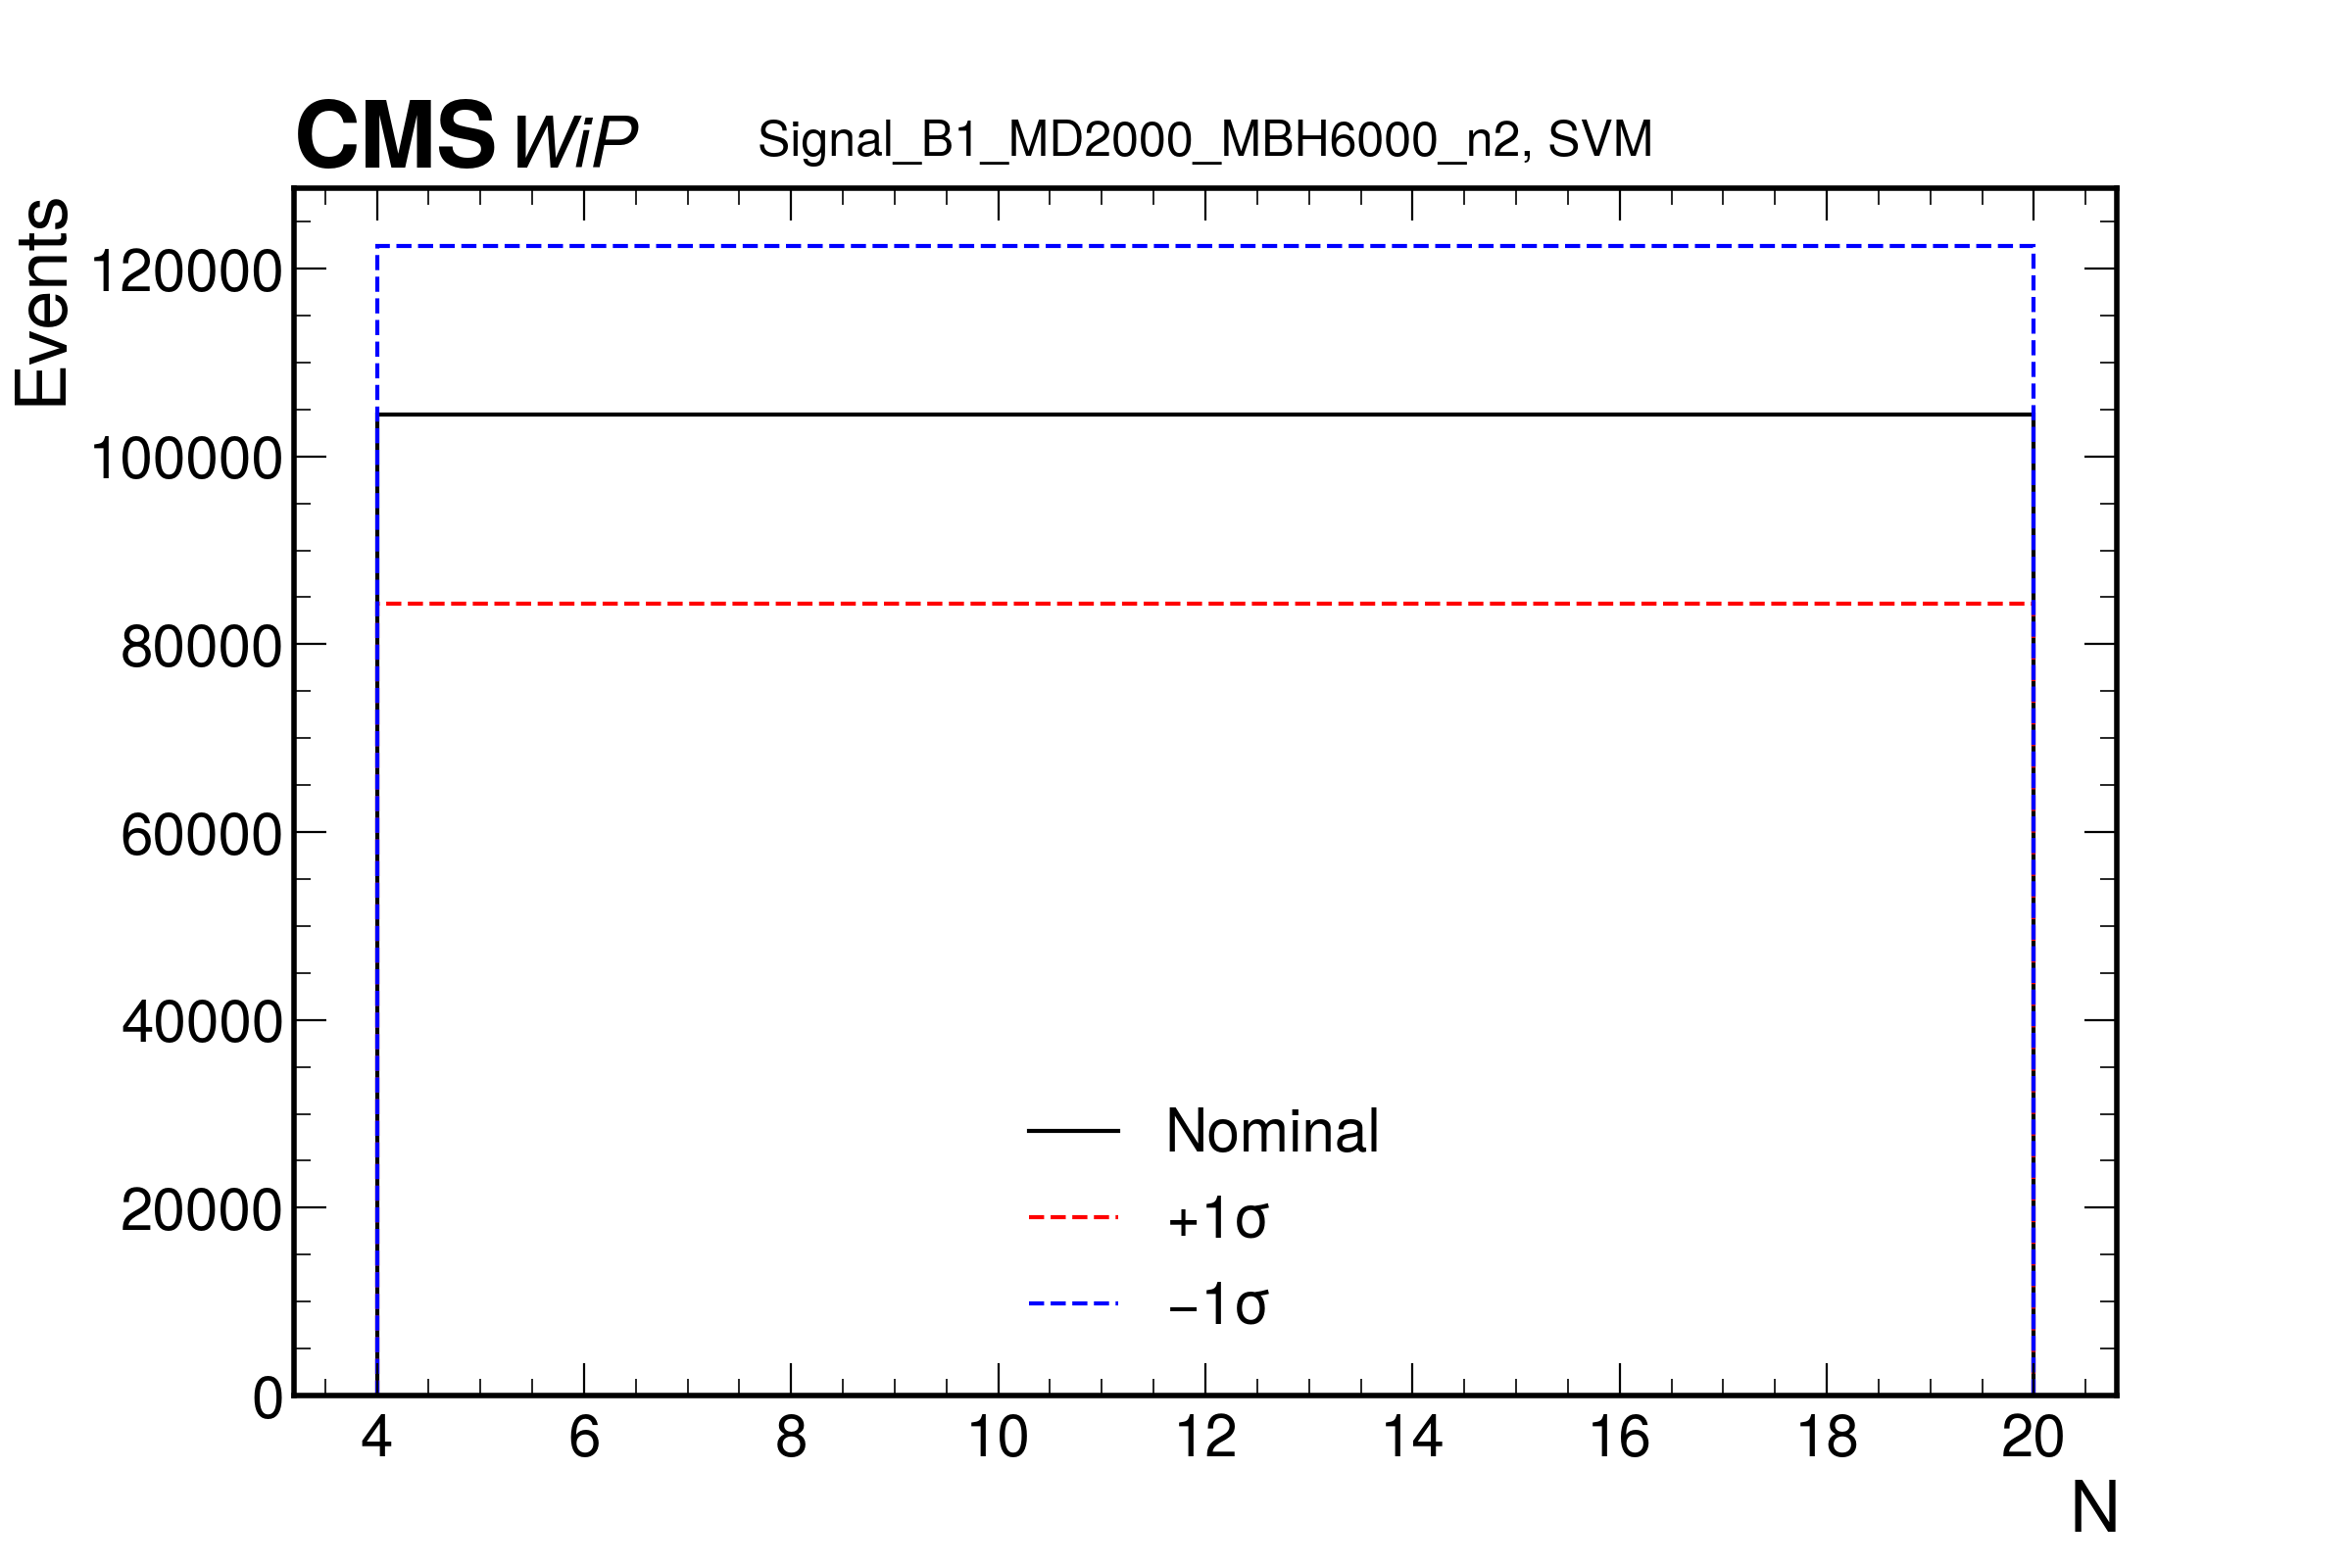 CMS WiP Signal_B1_MD2000_MBH6000_n2, SVM
Events
120000
100000
80000
60000
40000
20000
0
Nominal
+1σ
−1σ
4 6 8 10 12 14 16 18 20
N